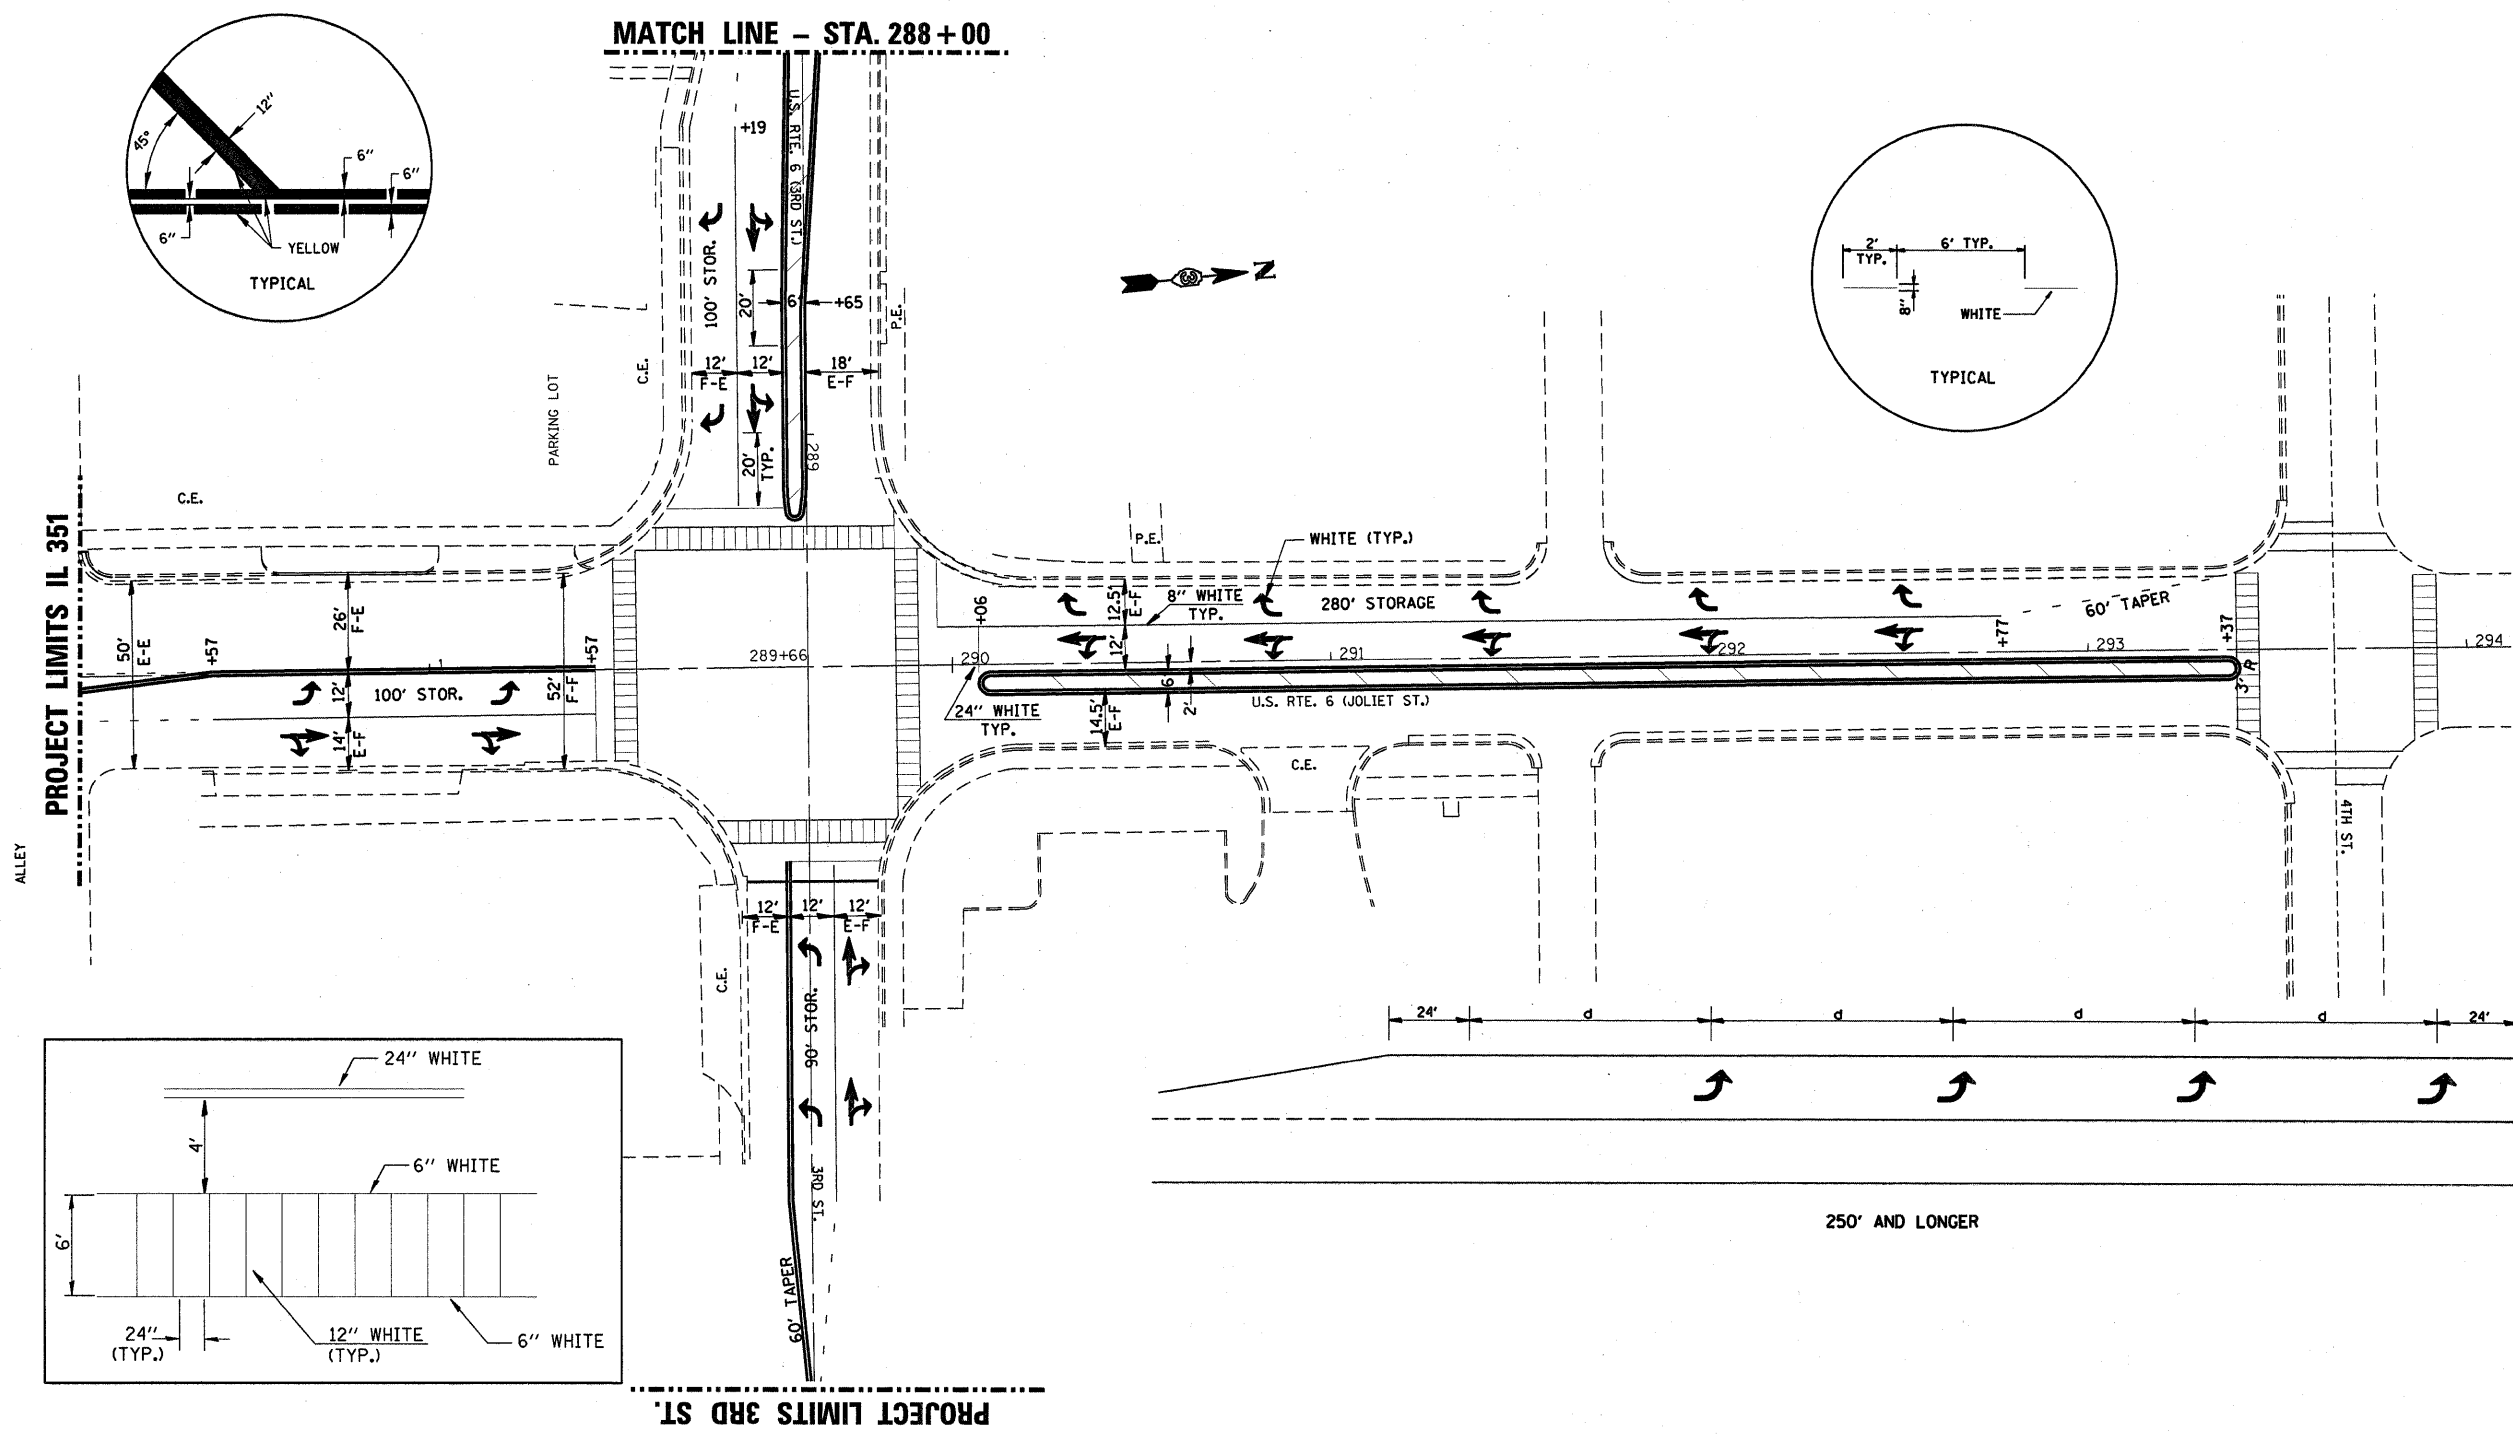 MATCH LINE – STA. 288+00
12"
45°
6"
6"
6"
YELLOW
TYPICAL
+19
U.S. RTE. 6 (3RD ST.)
100' STOR.
20'
6'
+65
P.E.
12'
F-E
12'
18'
E-F
C.E.
20'
TYP.
289
PARKING LOT
N
2'
TYP.
6' TYP.
8"
WHITE
TYPICAL
PROJECT LIMITS IL 351
C.E.
50'
E-E
+57
26'
F-E
1
12'
100' STOR.
14'
E-F
52'
F-F
+57
289+66
ALLEY
P.E.
WHITE (TYP.)
+06
12.5'
E-F
8" WHITE
TYP.
280' STORAGE
12'
290
291
292
293
294
+77
60' TAPER
+37
3' R
24" WHITE
TYP.
14.5'
E-F
6'
2'
U.S. RTE. 6 (JOLIET ST.)
C.E.
4TH ST.
12'
F-E
12'
12'
E-F
C.E.
90' STOR.
3RD ST.
60' TAPER
PROJECT LIMITS 3RD ST.
24" WHITE
4'
6" WHITE
6'
24"
(TYP.)
12" WHITE
(TYP.)
6" WHITE
24'
d
d
d
d
24'
250' AND LONGER